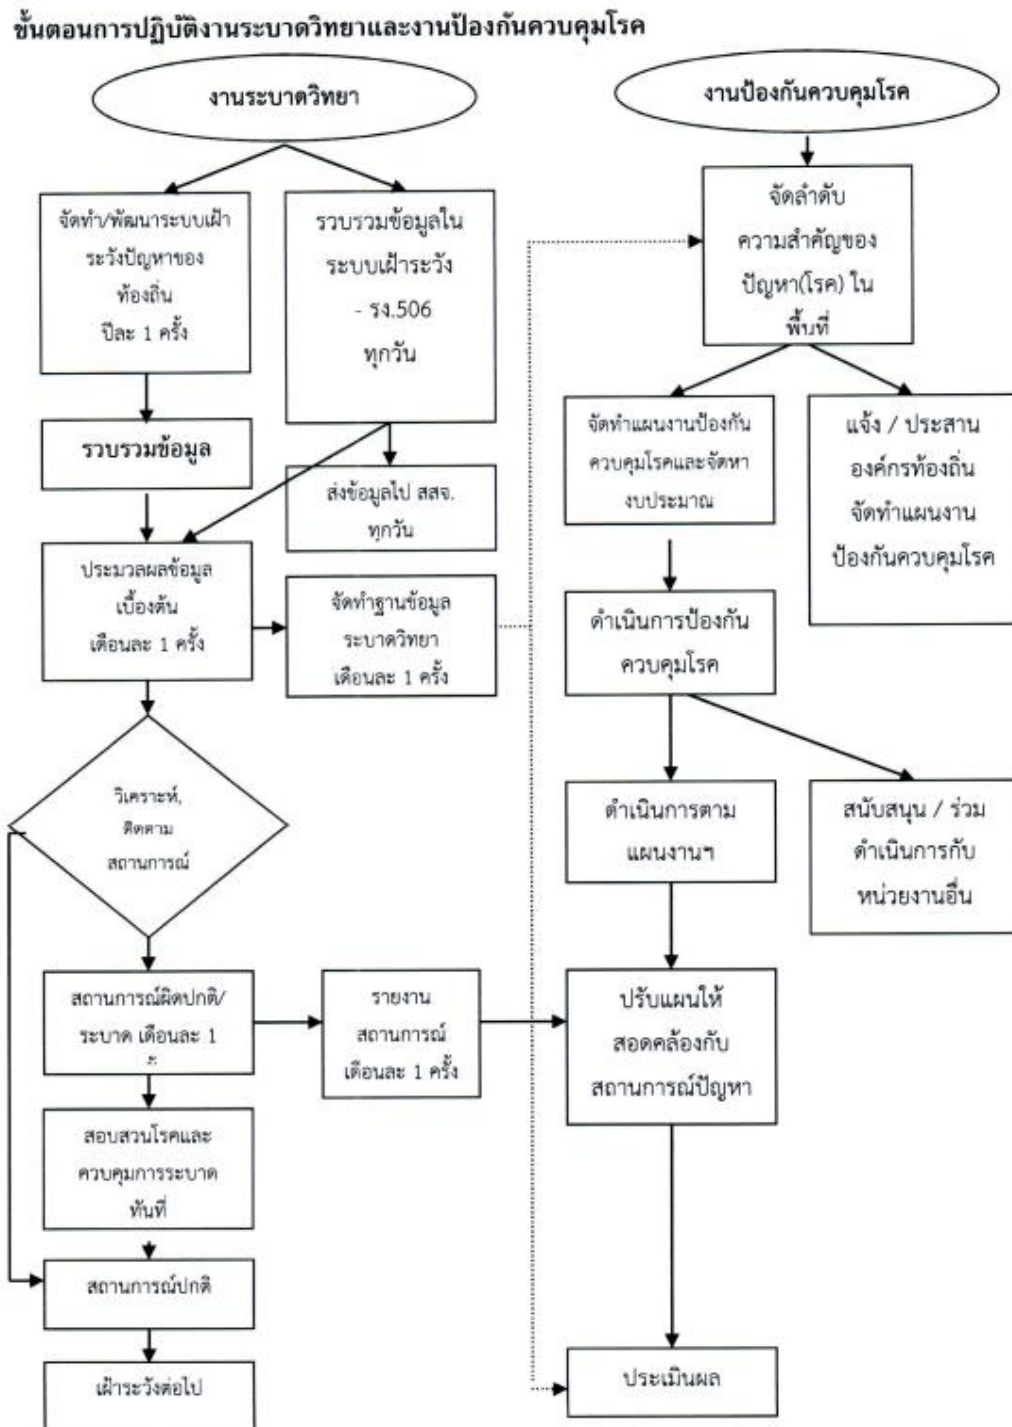 ขั้นตอนการปฏิบัติงานระบาดวิทยาและงานป้องกันควบคุมโรค
งานระบาดวิทยา
จัดทำ/พัฒนาระบบเฝ้า
ระวังปัญหาของ
ท้องถิ่น
ปีละ 1 ครั้ง
รวบรวมข้อมูลใน
ระบบเฝ้าระวัง
- รง.506
ทุกวัน
รวบรวมข้อมูล
ส่งข้อมูลไป สสจ.
ทุกวัน
ประมวลผลข้อมูล
เบื้องต้น
เดือนละ 1 ครั้ง
จัดทำฐานข้อมูล
ระบาดวิทยา
เดือนละ 1 ครั้ง
วิเคราะห์,
ติดตาม
สถานการณ์
สถานการณ์ผิดปกติ/
ระบาด เดือนละ 1
รายงาน
สถานการณ์
เดือนละ 1 ครั้ง
สอบสวนโรคและ
ควบคุมการระบาด
ทันที่
สถานการณ์ปกติ
เฝ้าระวังต่อไป
งานป้องกันควบคุมโรค
จัดลำดับ
ความสำคัญของ
ปัญหา(โรค) ใน
พื้นที่
จัดทำแผนงานป้องกัน
ควบคุมโรคและจัดหา
งบประมาณ
แจ้ง / ประสาน
องค์กรท้องถิ่น
จัดทำแผนงาน
ป้องกันควบคุมโรค
ดำเนินการป้องกัน
ควบคุมโรค
ดำเนินการตาม
แผนงานฯ
สนับสนุน / ร่วม
ดำเนินการกับ
หน่วยงานอื่น
ปรับแผนให้
สอดคล้องกับ
สถานการณ์ปัญหา
ประเมินผล